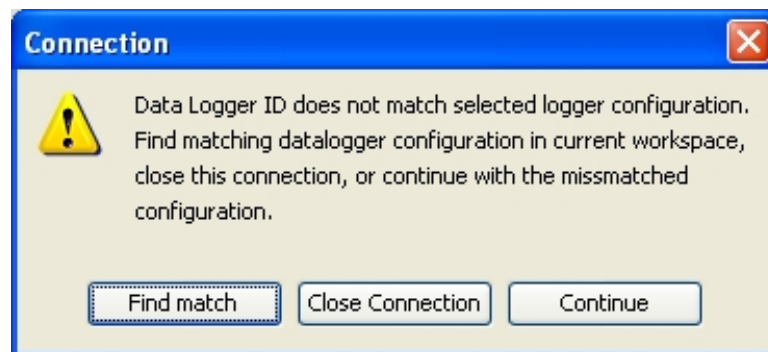 Connection
Data Logger ID does not match selected logger configuration.
Find matching datalogger configuration in current workspace,
close this connection, or continue with the missmatched
configuration.
Find match
Close Connection
Continue